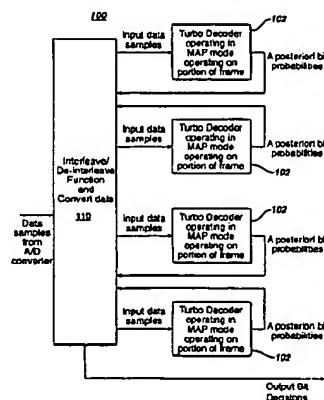 100
Input data
samples
Turbo Decoder
operating in
MAP mode
operating on
portion of frame
102
A posteriori bit
probabilities
Input data
samples
Turbo Decoder
operating in
MAP mode
operating on
portion of frame
102
A posteriori bit
probabilities
Interleave/
De-interleave
Function
and
Convert data
110
Data
samples
from
A/D
converter
Input data
samples
102
Turbo Decoder
operating in
MAP mode
operating on
portion of frame
A posteriori bit
probabilities
Input data
samples
Turbo Decoder
operating in
MAP mode
operating on
portion of frame
A posteriori bit
probabilities
102
Output Bit
Decisions